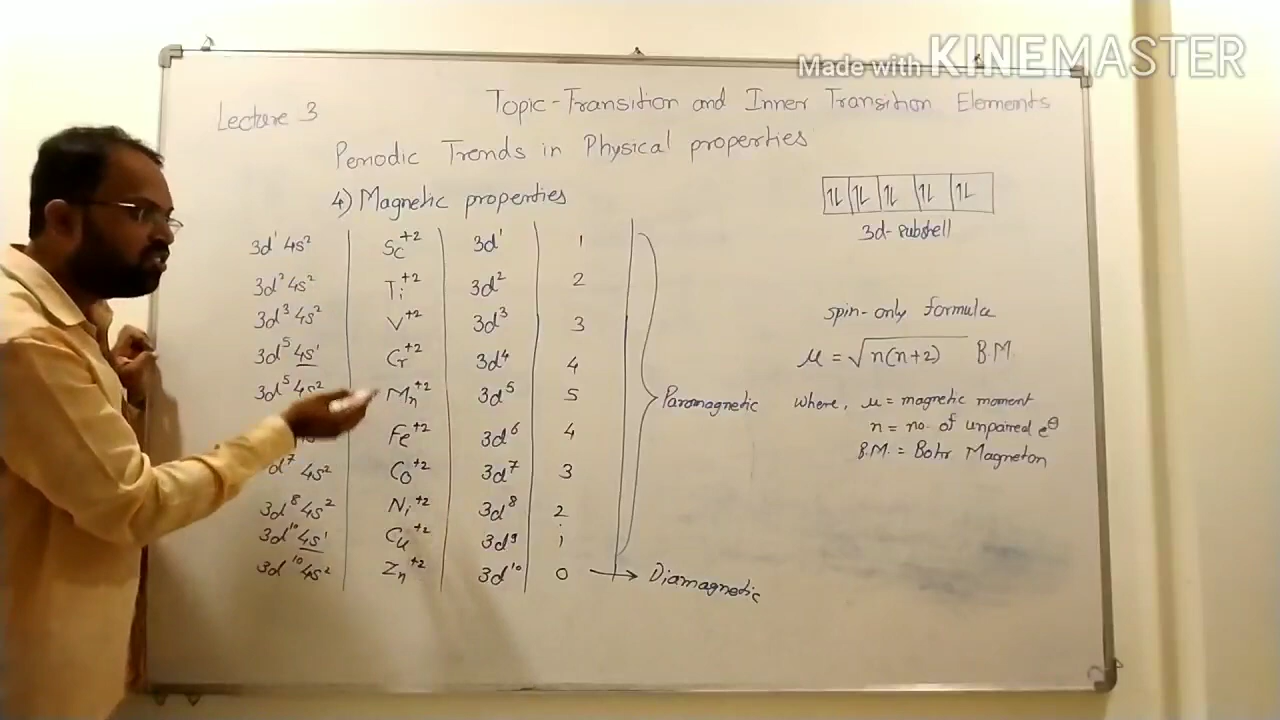 Made with KINEMASTER
Lecture 3
Topic-Transition and Inner Transition Elements
Periodic Trends in Physical properties
4) Magnetic properties
3d¹ 4s² Sc⁺² 3d¹ 1
3d² 4s² Ti⁺² 3d² 2
3d³ 4s² V⁺² 3d³ 3
3d⁵ 4s¹ Cr⁺² 3d⁴ 4
3d⁵ 4s² Mn⁺² 3d⁵ 5
Fe⁺² 3d⁶ 4
d⁷ 4s² Co⁺² 3d⁷ 3
3d⁸ 4s² Ni⁺² 3d⁸ 2
3d¹⁰ 4s¹ Cu⁺² 3d⁹ 1
3d¹⁰ 4s² Zn⁺² 3d¹⁰ 0 → Diamagnetic
Paramagnetic
⥮ ⥮ ⥮ ⥮ ⥮
3d-subshell
spin-only formula
μ = √n(n+2) B.M.
where, μ = magnetic moment
n = no. of unpaired e⊖
B.M. = Bohr Magneton